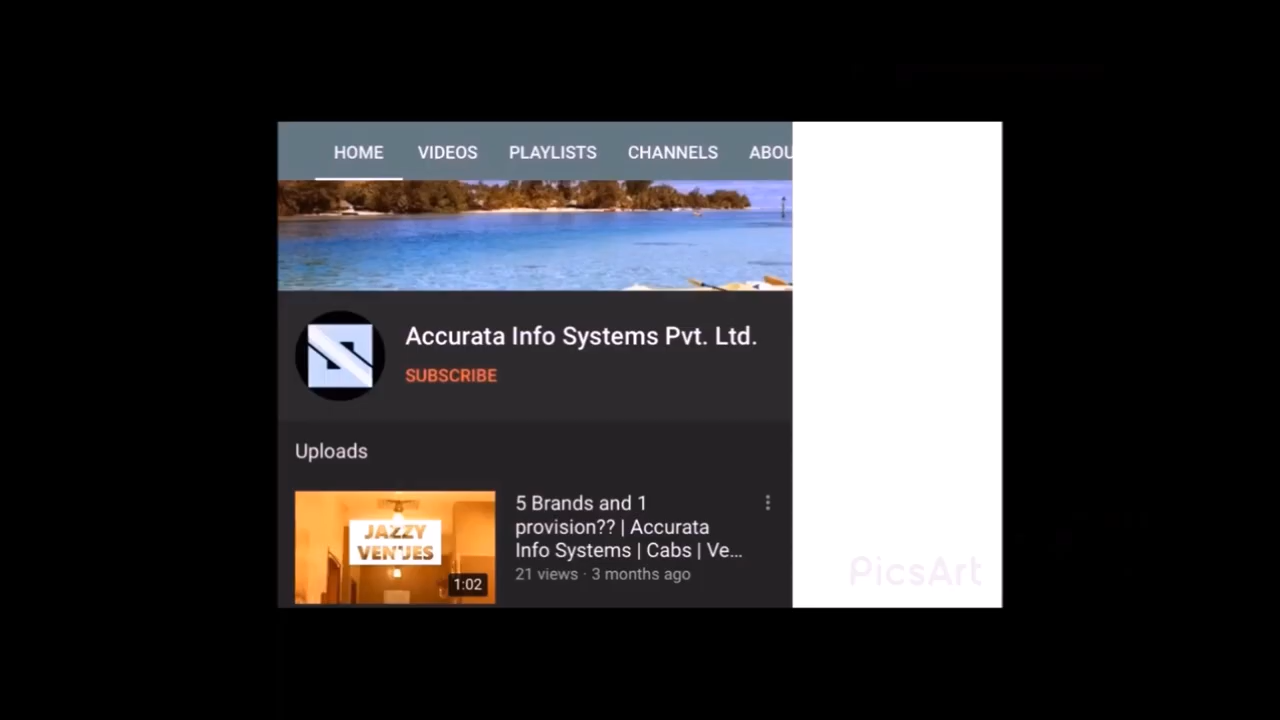 HOME VIDEOS PLAYLISTS CHANNELS ABOU
Accurata Info Systems Pvt. Ltd.
SUBSCRIBE
Uploads
JAZZY
VENUES
1:02
5 Brands and 1
provision?? | Accurata
Info Systems | Cabs | Ve...
21 views · 3 months ago
PicsArt